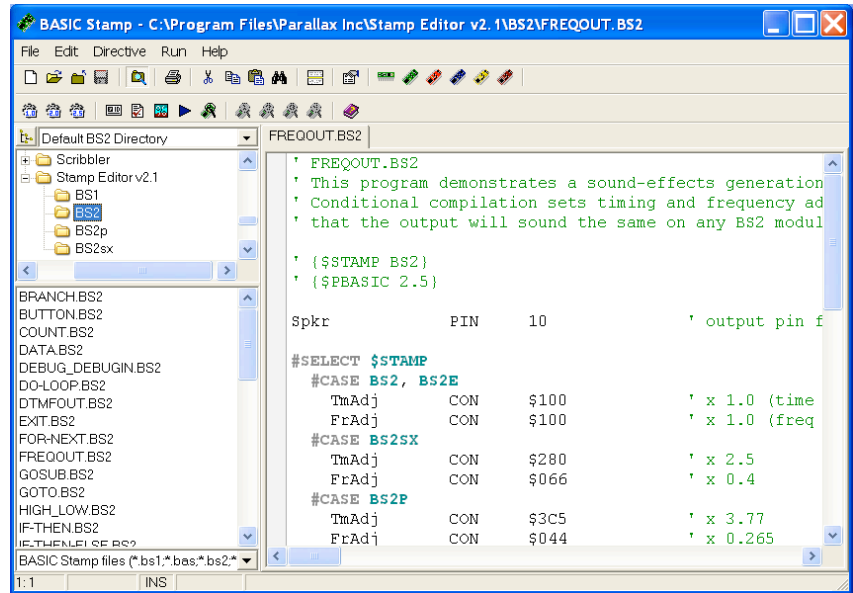 BASIC Stamp - C:\Program Files\Parallax Inc\Stamp Editor v2.1\BS2\FREQOUT.BS2
File Edit Directive Run Help
Default BS2 Directory
Scribbler
Stamp Editor v2.1
BS1
BS2
BS2p
BS2sx
BRANCH.BS2
BUTTON.BS2
COUNT.BS2
DATA.BS2
DEBUG_DEBUGIN.BS2
DO-LOOP.BS2
DTMFOUT.BS2
EXIT.BS2
FOR-NEXT.BS2
FREQOUT.BS2
GOSUB.BS2
GOTO.BS2
HIGH_LOW.BS2
IF-THEN.BS2
IF-THEN-ELSE.BS2
BASIC Stamp files (*.bs1;*.bas;*.bs2;*
FREQOUT.BS2
' FREQOUT.BS2
' This program demonstrates a sound-effects generation
' Conditional compilation sets timing and frequency ad
' that the output will sound the same on any BS2 modul
' {$STAMP BS2}
' {$PBASIC 2.5}
Spkr PIN 10 ' output pin f
#SELECT $STAMP
#CASE BS2, BS2E
TmAdj CON $100 ' x 1.0 (time
FrAdj CON $100 ' x 1.0 (freq
#CASE BS2SX
TmAdj CON $280 ' x 2.5
FrAdj CON $066 ' x 0.4
#CASE BS2P
TmAdj CON $3C5 ' x 3.77
FrAdj CON $044 ' x 0.265
1:1 INS